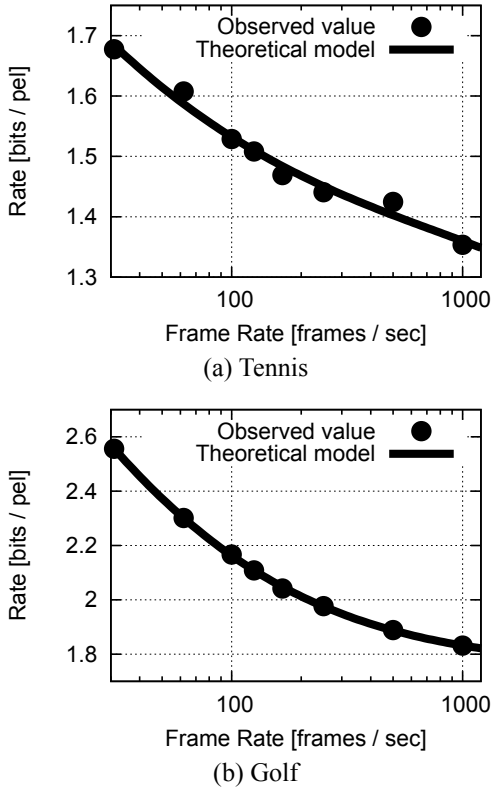 Observed value
Theoretical model
1.7
1.6
1.5
1.4
1.3
Rate [bits / pel]
100
1000
Frame Rate [frames / sec]
(a) Tennis
Observed value
Theoretical model
2.6
2.4
2.2
2
1.8
Rate [bits / pel]
100
1000
Frame Rate [frames / sec]
(b) Golf